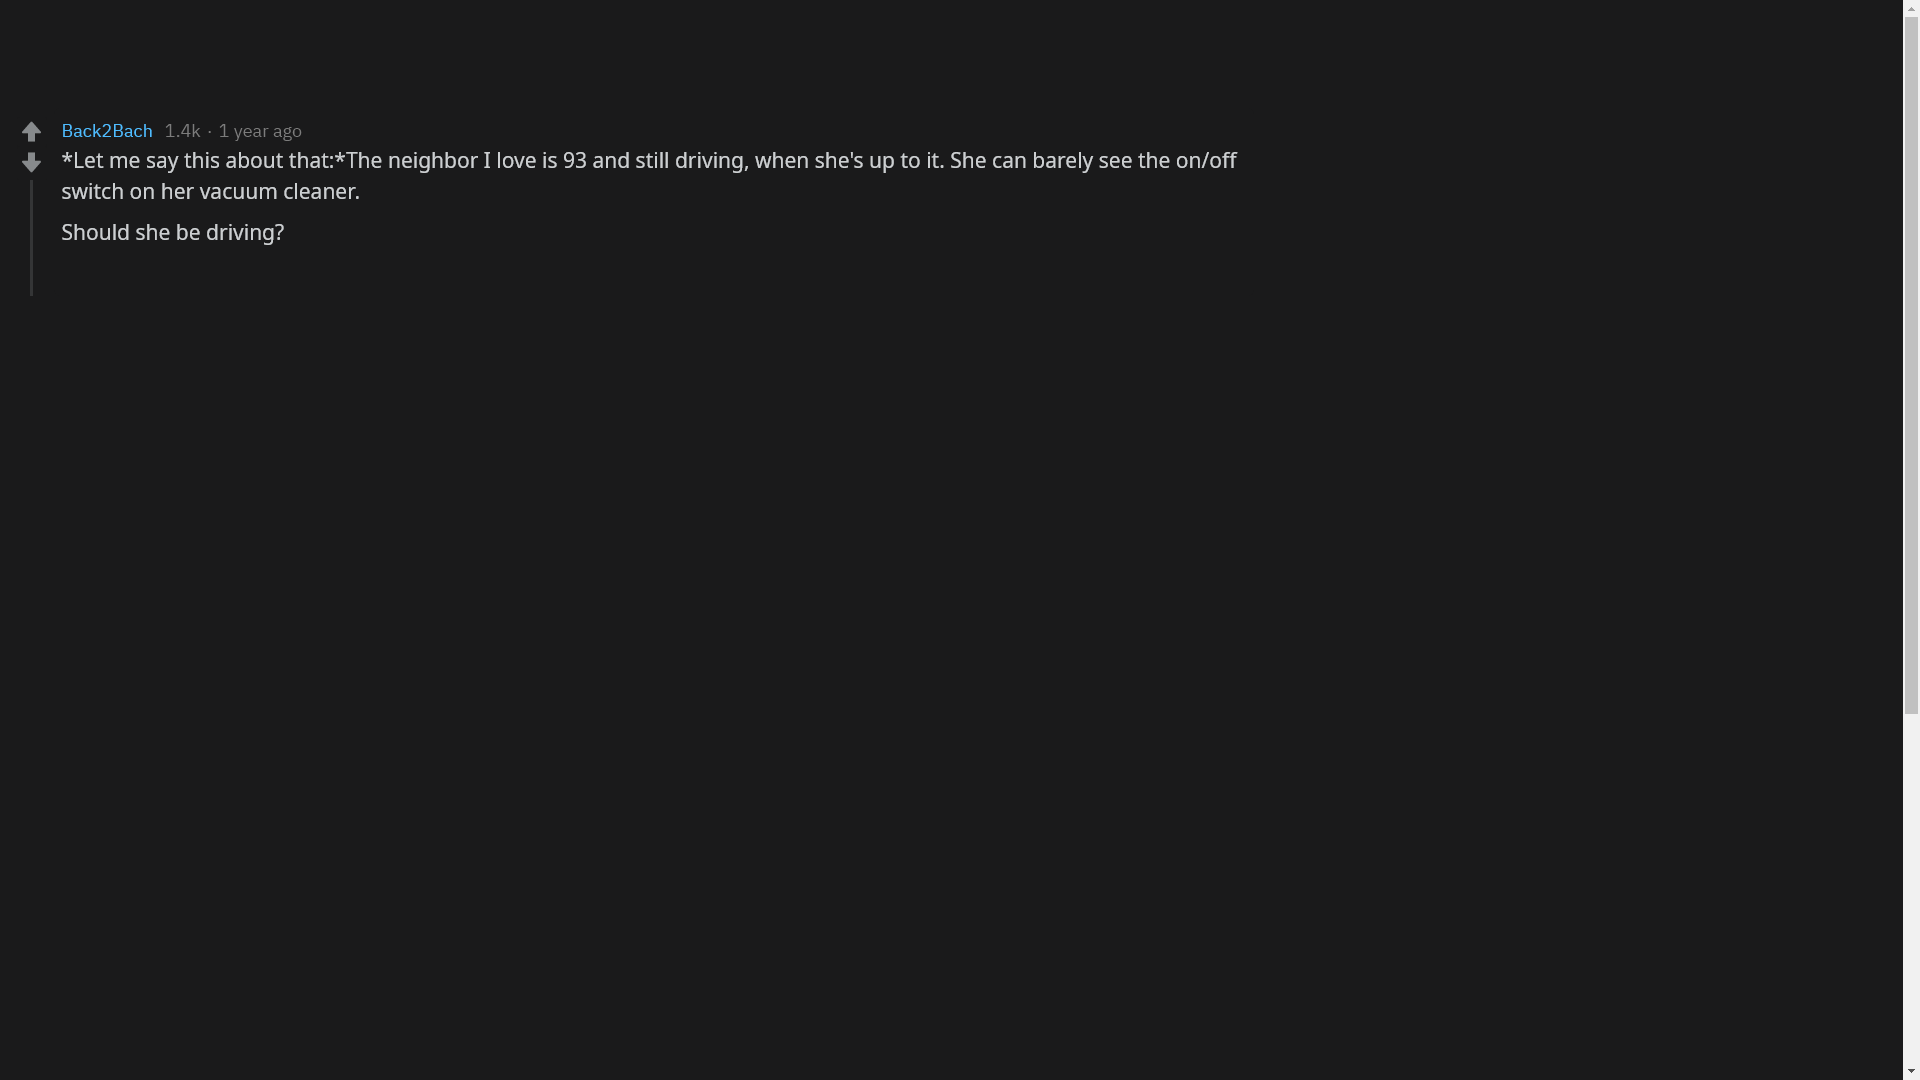 Back2Bach 1.4k · 1 year ago
*Let me say this about that:*The neighbor I love is 93 and still driving, when she's up to it. She can barely see the on/off
switch on her vacuum cleaner.
Should she be driving?